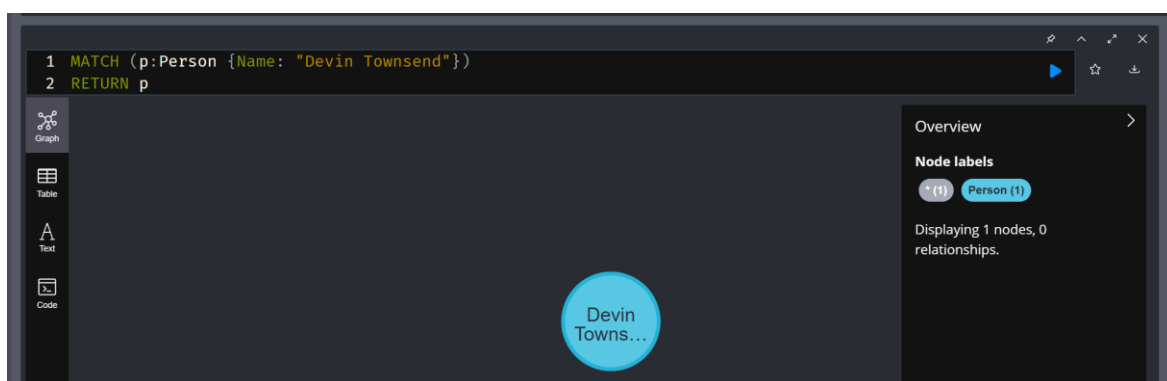 1 MATCH (p:Person {Name: "Devin Townsend"})
2 RETURN p
Graph
Table
A
Text
Code
Overview
Node labels
* (1) Person (1)
Displaying 1 nodes, 0
relationships.
Devin
Towns...